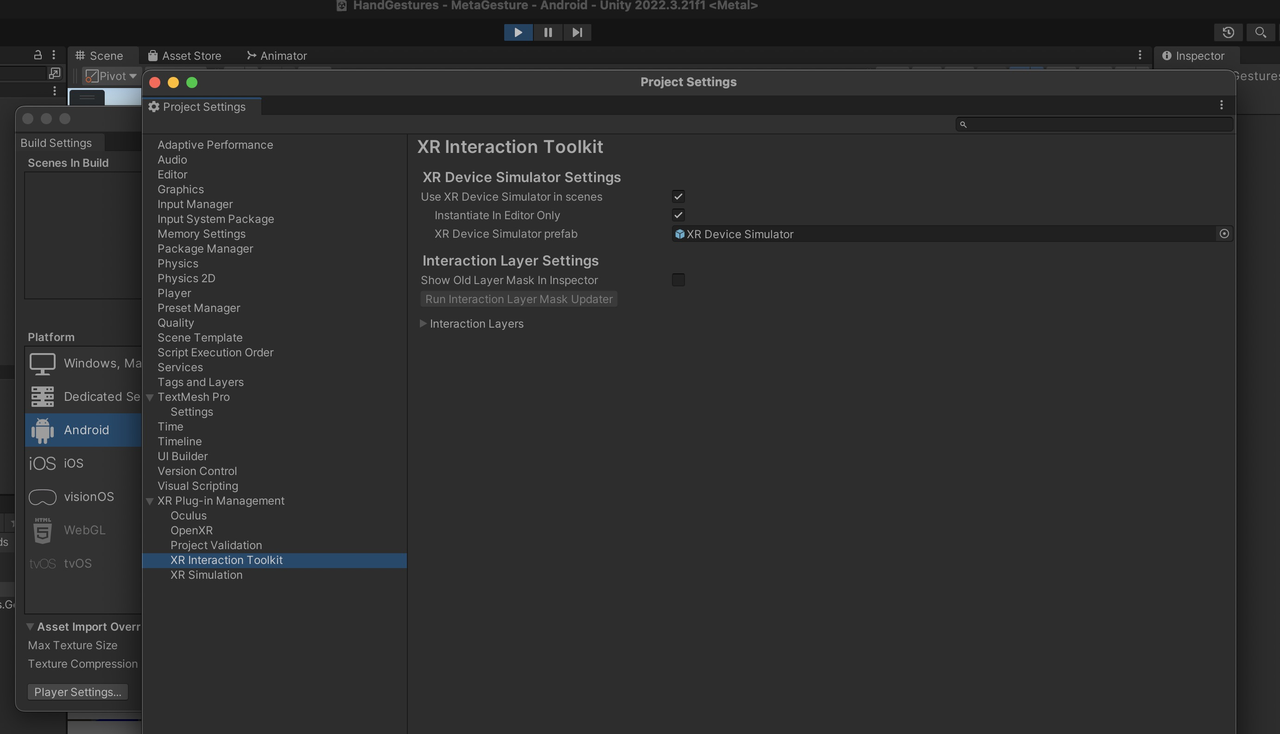 HandGestures - MetaGesture - Android - Unity 2022.3.21f1 <Metal>
Scene
Asset Store
Animator
Inspector
Pivot
Gestures
Project Settings
Project Settings
Build Settings
Scenes In Build
Platform
Windows, Ma
Dedicated Se
Android
iOS iOS
visionOS
HTML
5
WebGL
tvOS tvOS
Asset Import Overr
Max Texture Size
Texture Compression
Player Settings...
ds
s.Ge
Adaptive Performance
Audio
Editor
Graphics
Input Manager
Input System Package
Memory Settings
Package Manager
Physics
Physics 2D
Player
Preset Manager
Quality
Scene Template
Script Execution Order
Services
Tags and Layers
TextMesh Pro
Settings
Time
Timeline
UI Builder
Version Control
Visual Scripting
XR Plug-in Management
Oculus
OpenXR
Project Validation
XR Interaction Toolkit
XR Simulation
XR Interaction Toolkit
XR Device Simulator Settings
Use XR Device Simulator in scenes
Instantiate In Editor Only
XR Device Simulator prefab
XR Device Simulator
Interaction Layer Settings
Show Old Layer Mask In Inspector
Run Interaction Layer Mask Updater
Interaction Layers